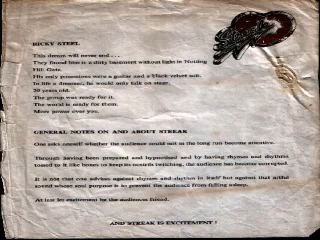 RICKY STEEL
This dream will never end . . .
They found him in a dirty basement without light in Notting
Hill Gate.
His only possessions were a guitar and a black velvet suit.
In life a dreamer, he would only talk on stage.
20 years old.
The group was ready for it.
The world is ready for them.
More power over you.
GENERAL NOTES ON AND ABOUT STREAK
One asks oneself whether the audience could not in the long run become attentive.
Through having been prepared and hypnotised and by having rhymes and rhythms
tossed to it like bones to keep its nostrils twitching, the audience has become corrupted.
It is not that one advises against rhymes and rhythm in itself but against that artful
speed whose soul purpose is to prevent the audience from falling asleep.
At last let excitement be the audiences friend.
AND STREAK IS EXCITEMENT !